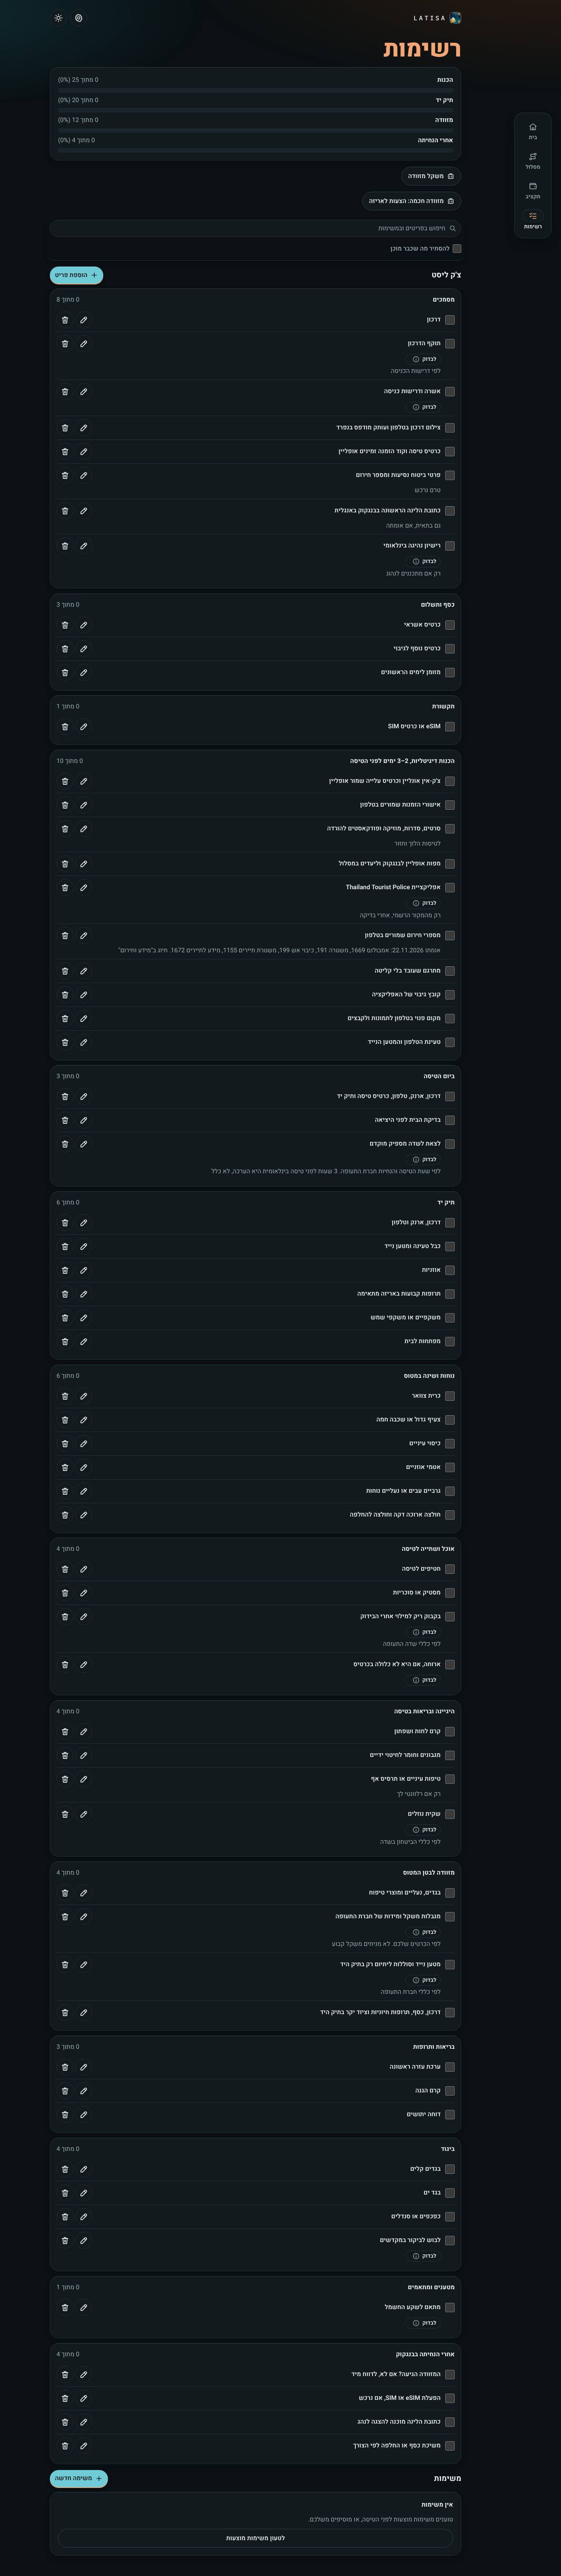 LATISA
רשימות
בית
מסלול
תקציב
רשימות
הכנות
0 מתוך 25 (0%)
תיק יד
0 מתוך 20 (0%)
מזוודה
0 מתוך 12 (0%)
אחרי הנחיתה
0 מתוך 4 (0%)
משקל מזוודה
מזוודה חכמה: הצעות לאריזה
חיפוש בפריטים ובמשימות
להסתיר מה שכבר מוכן
צ'ק ליסט
הוספת פריט
מסמכים
0 מתוך 8
דרכון
תוקף הדרכון
לבדוק
לפי דרישות הכניסה
אשרה ודרישות כניסה
לבדוק
צילום דרכון בטלפון ועותק מודפס בנפרד
כרטיס טיסה וקוד הזמנה זמינים אופליין
פרטי ביטוח נסיעות ומספר חירום
טרם נרכש
כתובת הלינה הראשונה בבנגקוק באנגלית
גם בתאית, אם אומתה
רישיון נהיגה בינלאומי
לבדוק
רק אם מתכננים לנהוג
כסף ותשלום
0 מתוך 3
כרטיס אשראי
כרטיס נוסף לגיבוי
מזומן לימים הראשונים
תקשורת
0 מתוך 1
eSIM או כרטיס SIM
הכנות דיגיטליות, 2–3 ימים לפני הטיסה
0 מתוך 10
צ'ק-אין אונליין וכרטיס עלייה שמור אופליין
אישורי הזמנות שמורים בטלפון
סרטים, סדרות, מוזיקה ופודקאסטים להורדה
לטיסות הלוך וחזור
מפות אופליין לבנגקוק וליעדים במסלול
אפליקציית Thailand Tourist Police
לבדוק
רק מהמקור הרשמי, אחרי בדיקה
מספרי חירום שמורים בטלפון
אומתו 22.11.2026: אמבולנס 1669, משטרה 191, כיבוי אש 199, משטרת תיירים 1155, מידע לתיירים 1672. חיוג ב"מידע וחירום"
מתרגם שעובד בלי קליטה
קובץ גיבוי של האפליקציה
מקום פנוי בטלפון לתמונות ולקבצים
טעינת הטלפון והמטען הנייד
ביום הטיסה
0 מתוך 3
דרכון, ארנק, טלפון, כרטיס טיסה ותיק יד
בדיקת הבית לפני היציאה
לצאת לשדה מספיק מוקדם
לבדוק
לפי שעת הטיסה והנחיות חברת התעופה. 3 שעות לפני טיסה בינלאומית היא הערכה, לא כלל
תיק יד
0 מתוך 6
דרכון, ארנק וטלפון
כבל טעינה ומטען נייד
אוזניות
תרופות קבועות באריזה מתאימה
משקפיים או משקפי שמש
מפתחות לבית
נוחות ושינה במטוס
0 מתוך 6
כרית צוואר
צעיף גדול או שכבה חמה
כיסוי עיניים
אטמי אוזניים
גרביים עבים או נעליים נוחות
חולצה ארוכה דקה וחולצה להחלפה
אוכל ושתייה לטיסה
0 מתוך 4
חטיפים לטיסה
מסטיק או סוכריות
בקבוק ריק למילוי אחרי הבידוק
לבדוק
לפי כללי שדה התעופה
ארוחה, אם היא לא כלולה בכרטיס
לבדוק
היגיינה ובריאות בטיסה
0 מתוך 4
קרם לחות ושפתון
מגבונים וחומר לחיטוי ידיים
טיפות עיניים או תרסיס אף
רק אם רלוונטי לך
שקית נוזלים
לבדוק
לפי כללי הביטחון בשדה
מזוודה לבטן המטוס
0 מתוך 4
בגדים, נעליים ומוצרי טיפוח
מגבלות משקל ומידות של חברת התעופה
לבדוק
לפי הכרטיס שלכם. לא מניחים משקל קבוע
מטען נייד וסוללות ליתיום רק בתיק היד
לבדוק
לפי כללי חברת התעופה
דרכון, כסף, תרופות חיוניות וציוד יקר בתיק היד
בריאות ותרופות
0 מתוך 3
ערכת עזרה ראשונה
קרם הגנה
דוחה יתושים
ביגוד
0 מתוך 4
בגדים קלים
בגד ים
כפכפים או סנדלים
לבוש לביקור במקדשים
לבדוק
מטענים ומתאמים
0 מתוך 1
מתאם לשקע החשמל
לבדוק
אחרי הנחיתה בבנגקוק
0 מתוך 4
המזוודה הגיעה? אם לא, לדווח מיד
הפעלת eSIM או SIM, אם נרכש
כתובת הלינה מוכנה להצגה לנהג
משיכת כסף או החלפה לפי הצורך
משימות
משימה חדשה
אין משימות
טוענים משימות מוצעות לפני הטיסה, או מוסיפים משלכם.
לטעון משימות מוצעות